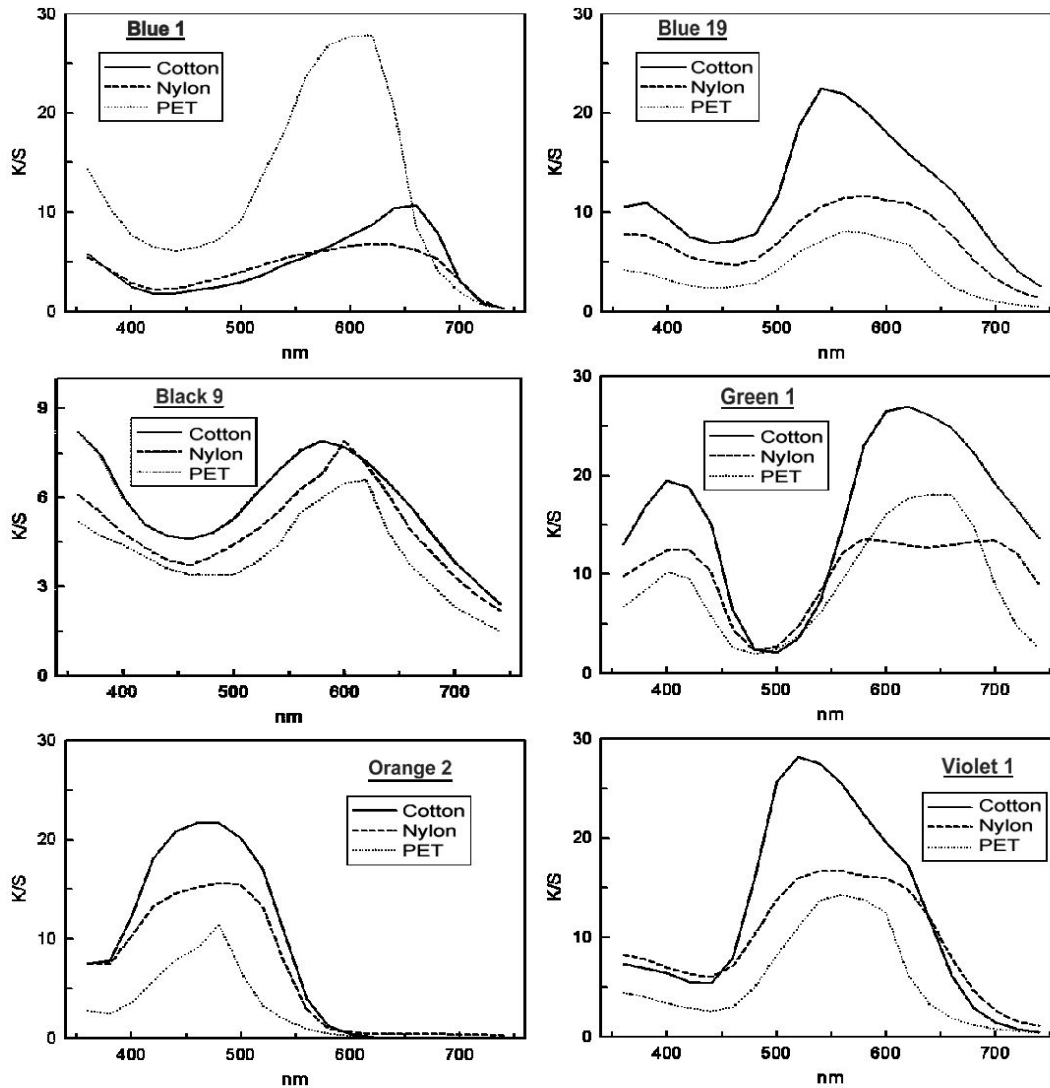 30
Blue 1
Cotton
Nylon
PET
20
K/S
10
0
400
500
600
700
nm
30
Blue 19
Cotton
Nylon
PET
20
K/S
10
0
400
500
600
700
nm
9
Black 9
Cotton
Nylon
PET
6
K/S
3
0
400
500
600
700
nm
30
Green 1
Cotton
Nylon
PET
20
K/S
10
0
400
500
600
700
nm
30
Orange 2
Cotton
Nylon
PET
20
K/S
10
0
400
500
600
700
nm
30
Violet 1
Cotton
Nylon
PET
20
K/S
10
0
400
500
600
700
nm